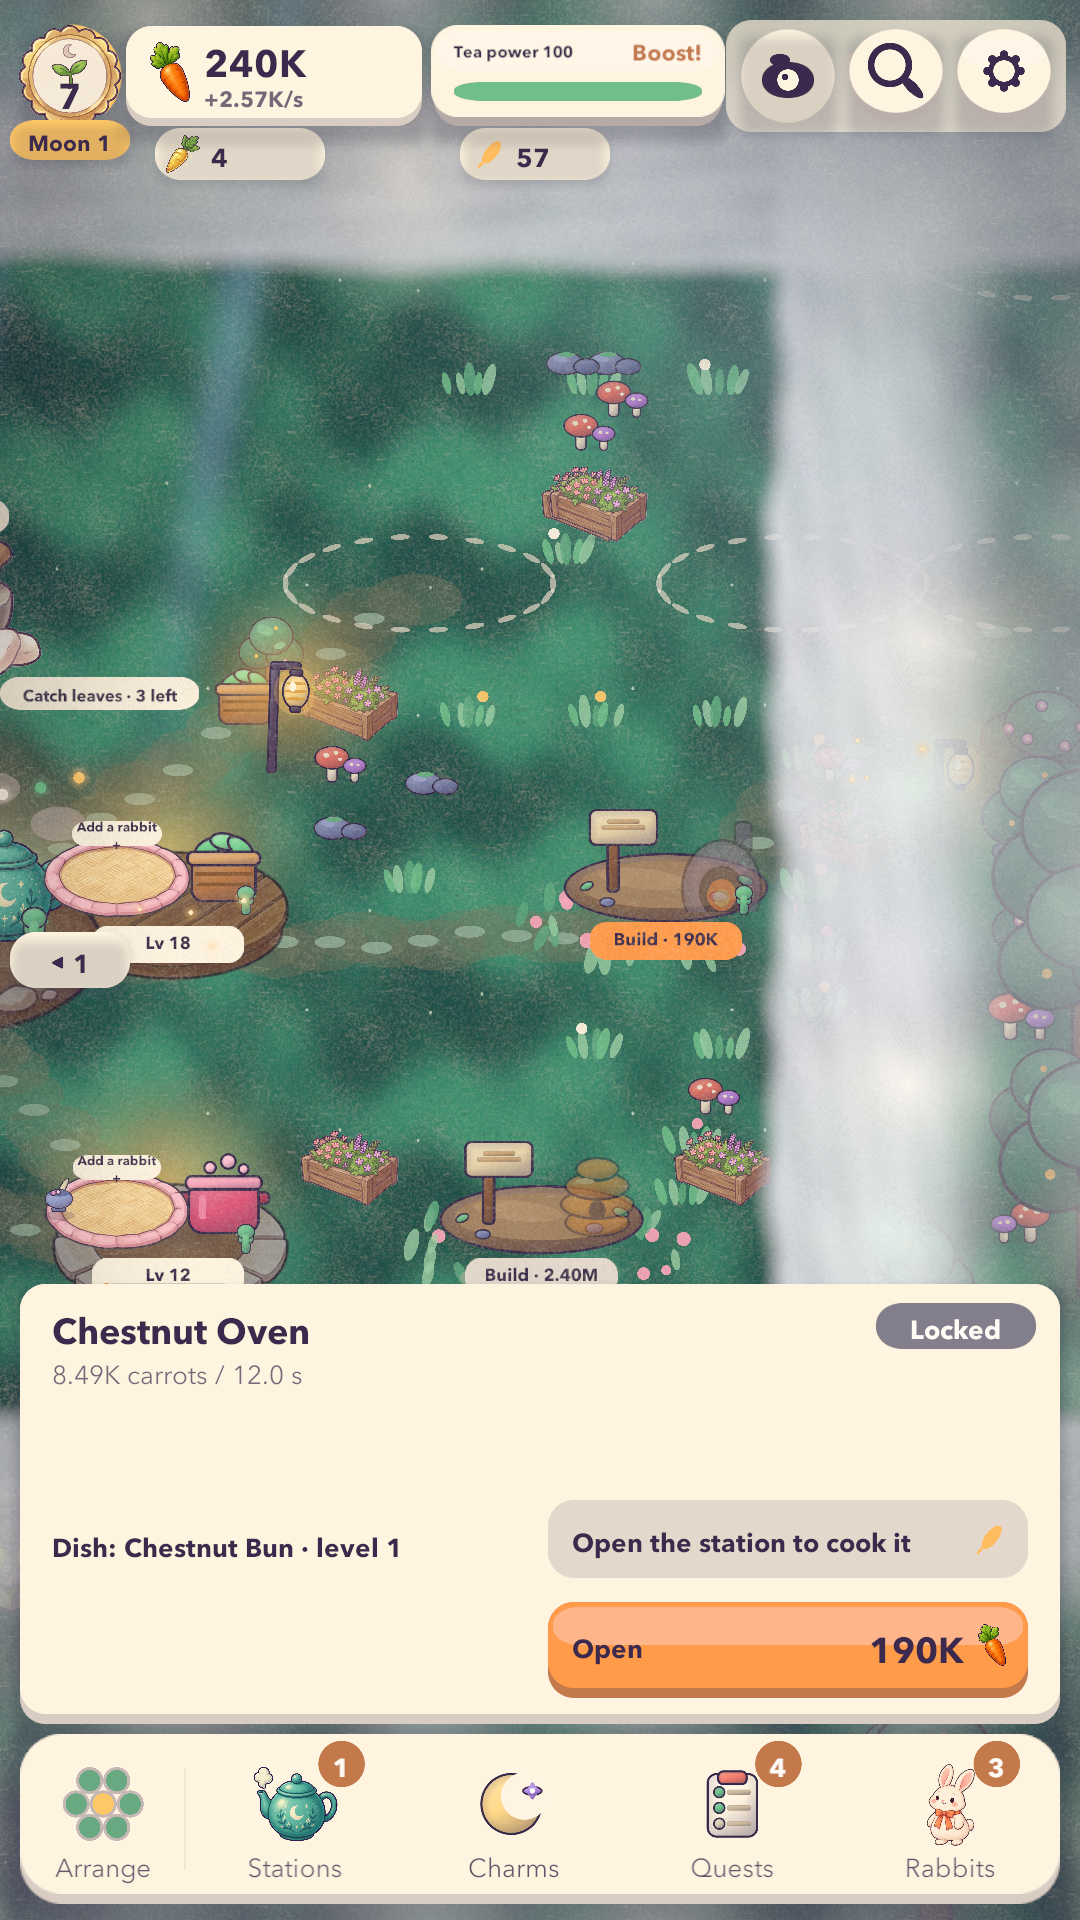 7
Moon 1
240K
+2.57K/s
4
Tea power 100
Boost!
57
Catch leaves · 3 left
Add a rabbit
+
Lv 18
◄ 1
Build · 190K
Add a rabbit
+
Lv 12
Build · 2.40M
Chestnut Oven
Locked
8.49K carrots / 12.0 s
Dish: Chestnut Bun · level 1
Open the station to cook it
Open
190K
Arrange
1
Stations
Charms
4
Quests
3
Rabbits